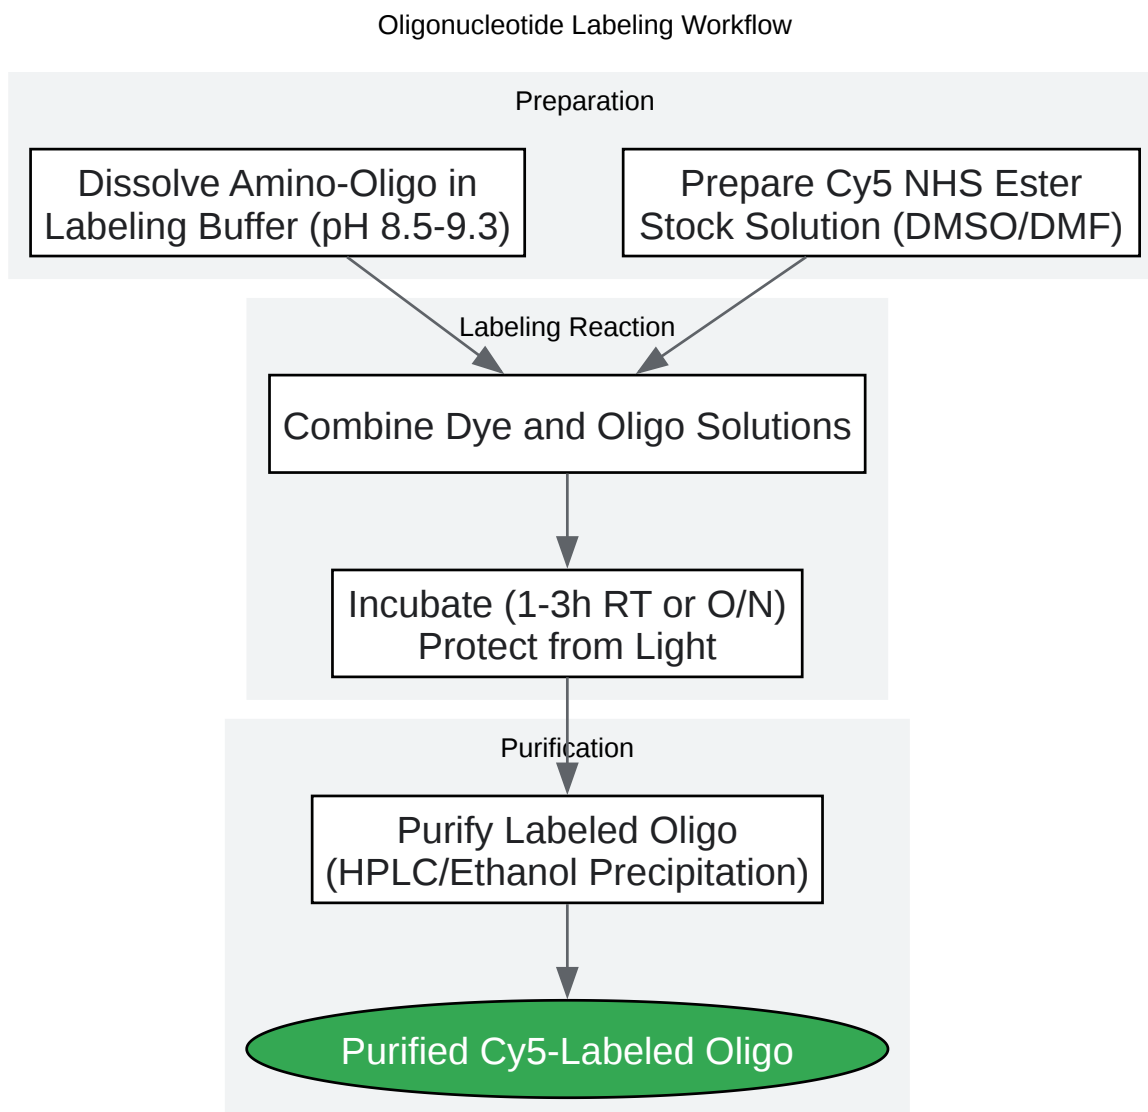 Oligonucleotide Labeling Workflow
Preparation
Dissolve Amino-Oligo in
Labeling Buffer (pH 8.5-9.3)
Prepare Cy5 NHS Ester
Stock Solution (DMSO/DMF)
Labeling Reaction
Combine Dye and Oligo Solutions
Incubate (1-3h RT or O/N)
Protect from Light
Purification
Purify Labeled Oligo
(HPLC/Ethanol Precipitation)
Purified Cy5-Labeled Oligo